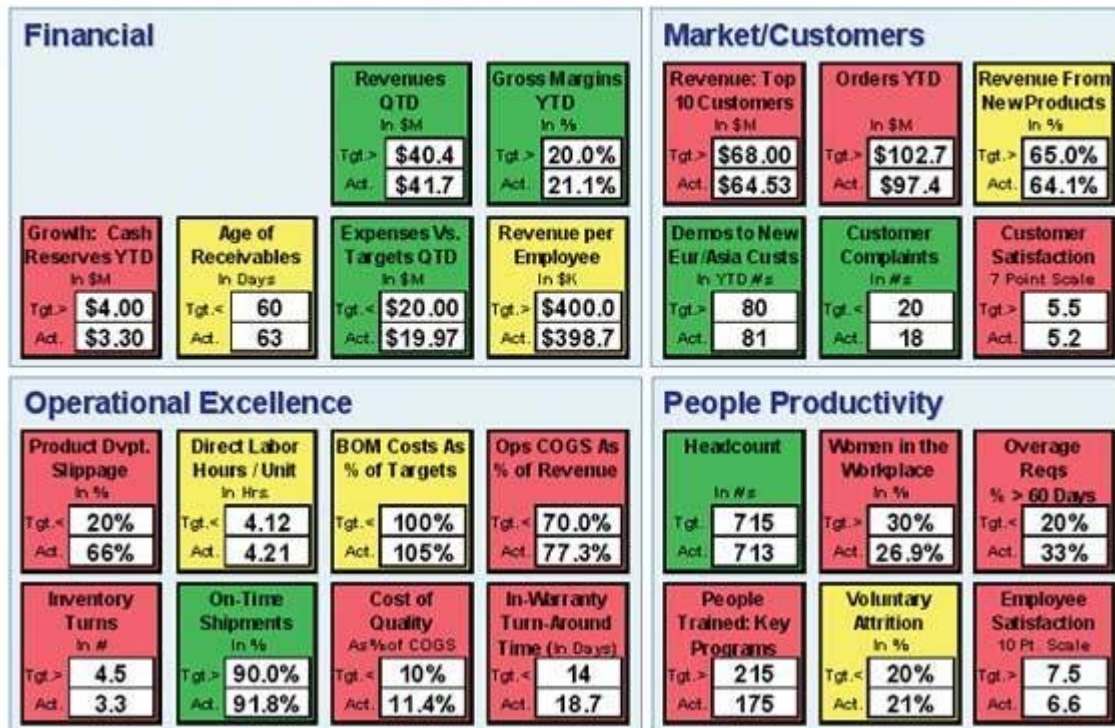 Financial
Revenues
QTD
In $M
Tgt.> $40.4
Act. $41.7
Gross Margins
YTD
In %
Tgt.> 20.0%
Act. 21.1%
Growth: Cash
Reserves YTD
In $M
Tgt.> $4.00
Act. $3.30
Age of
Receivables
In Days
Tgt.< 60
Act. 63
Expenses Vs.
Targets QTD
In $M
Tgt.< $20.00
Act. $19.97
Revenue per
Employee
In $K
Tgt.> $400.0
Act. $398.7
Market/Customers
Revenue: Top
10 Customers
In $M
Tgt.> $68.00
Act. $64.53
Orders YTD
In $M
Tgt.> $102.7
Act. $97.4
Revenue From
New Products
In %
Tgt.> 65.0%
Act. 64.1%
Demos to New
Eur/Asia Custs
In YTD #s
Tgt.> 80
Act. 81
Customer
Complaints
In #s
Tgt.< 20
Act. 18
Customer
Satisfaction
7 Point Scale
Tgt.> 5.5
Act. 5.2
Operational Excellence
Product Dvpt.
Slippage
In %
Tgt.< 20%
Act. 66%
Direct Labor
Hours / Unit
In Hrs
Tgt.< 4.12
Act. 4.21
BOM Costs As
% of Targets
Tgt.< 100%
Act. 105%
Ops COGS As
% of Revenue
Tgt.< 70.0%
Act. 77.3%
Inventory
Turns
In #
Tgt.> 4.5
Act. 3.3
On-Time
Shipments
In %
Tgt.> 90.0%
Act. 91.8%
Cost of
Quality
As % of COGS
Tgt.< 10%
Act. 11.4%
In-Warranty
Turn-Around
Time (In Days)
Tgt.< 14
Act. 18.7
People Productivity
Headcount
In #s
Tgt. 715
Act. 713
Women in the
Workplace
In %
Tgt.> 30%
Act. 26.9%
Overage
Reqs
% > 60 Days
Tgt.< 20%
Act. 33%
People
Trained: Key
Programs
Tgt.> 215
Act. 175
Voluntary
Attrition
In %
Tgt.< 20%
Act. 21%
Employee
Satisfaction
10 Pt. Scale
Tgt.> 7.5
Act. 6.6